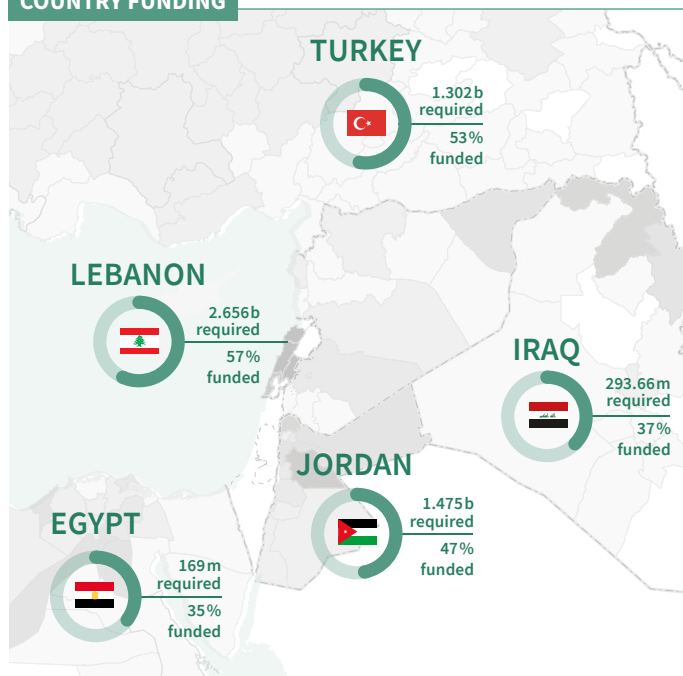 COUNTRY FUNDING
TURKEY
1.302b
required
53%
funded
LEBANON
2.656b
required
57%
funded
IRAQ
293.66m
required
37%
funded
JORDAN
1.475b
required
47%
funded
EGYPT
169m
required
35%
funded